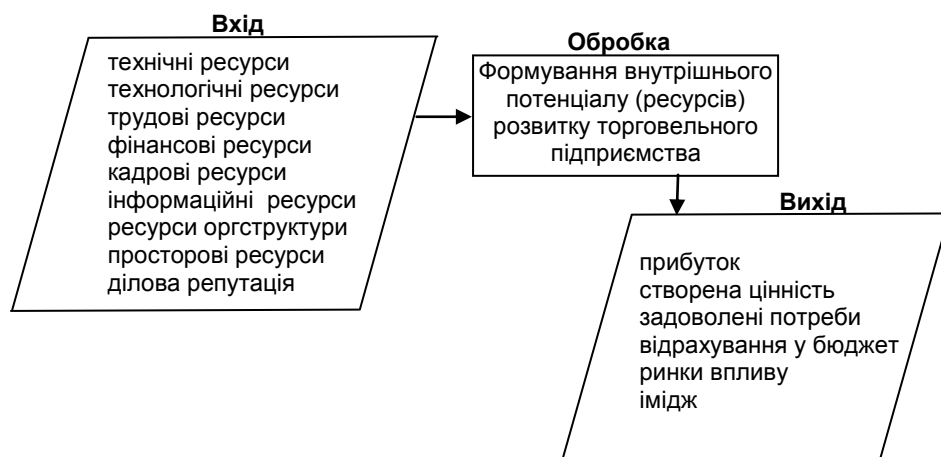 Вхід
технічні ресурси
технологічні ресурси
трудові ресурси
фінансові ресурси
кадрові ресурси
інформаційні  ресурси
ресурси оргструктури
просторові ресурси
ділова репутація
Обробка
Формування внутрішнього
потенціалу (ресурсів)
розвитку торговельного
підприємства
Вихід
прибуток
створена цінність
задоволені потреби
відрахування у бюджет
ринки впливу
імідж